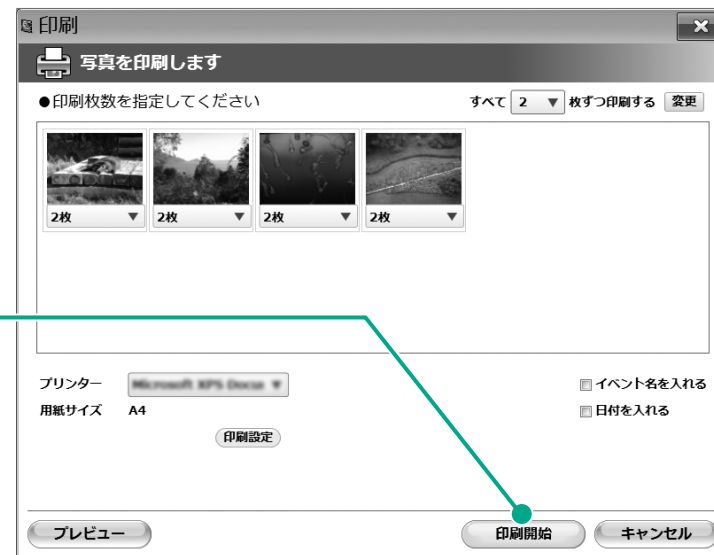 印刷
写真を印刷します
●印刷枚数を指定してください
すべて 2 ▼ 枚ずつ印刷する 変更
2枚 ▼ 2枚 ▼ 2枚 ▼ 2枚 ▼
プリンター Microsoft XPS Docu ▼
イベント名を入れる
用紙サイズ A4
日付を入れる
印刷設定
プレビュー 印刷開始 キャンセル